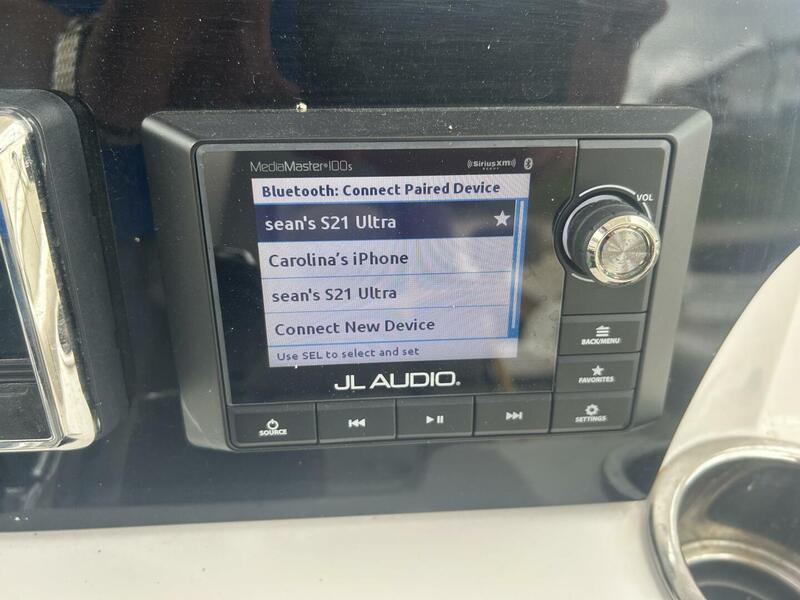 MediaMaster®100s
((SiriusXM))
READY
Bluetooth: Connect Paired Device
sean's S21 Ultra
Carolina's iPhone
sean's S21 Ultra
Connect New Device
Use SEL to select and set
JL AUDIO®
VOL
BACK/MENU
FAVORITES
SETTINGS
SOURCE